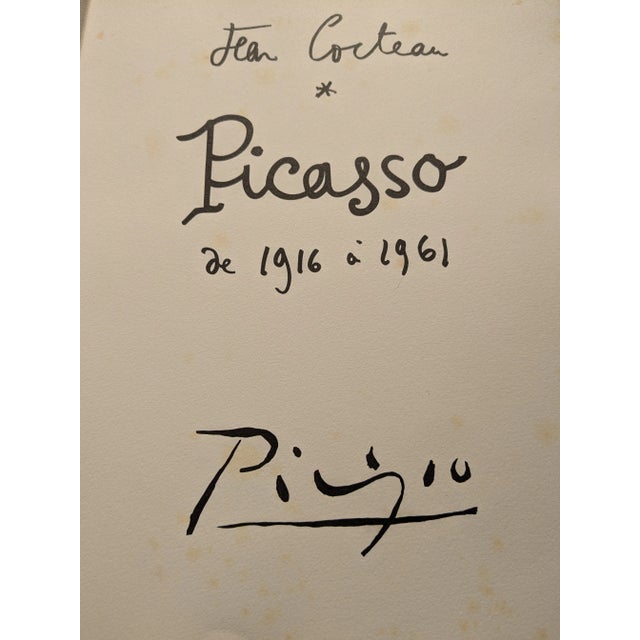 Jean Cocteau
*
Picasso
de 1916 à 1961
Picasso